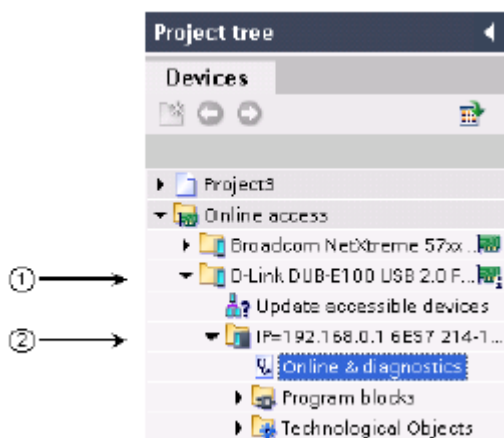 Project tree
Devices
Project3
Online access
Broadcom NetXtreme 57xx ..
① D-Link DUB-E100 USB 2.0 F...
Update accessible devices
② IP=192.168.0.1 6ES7 214-1...
Online & diagnostics
Program blocks
Technological Objects